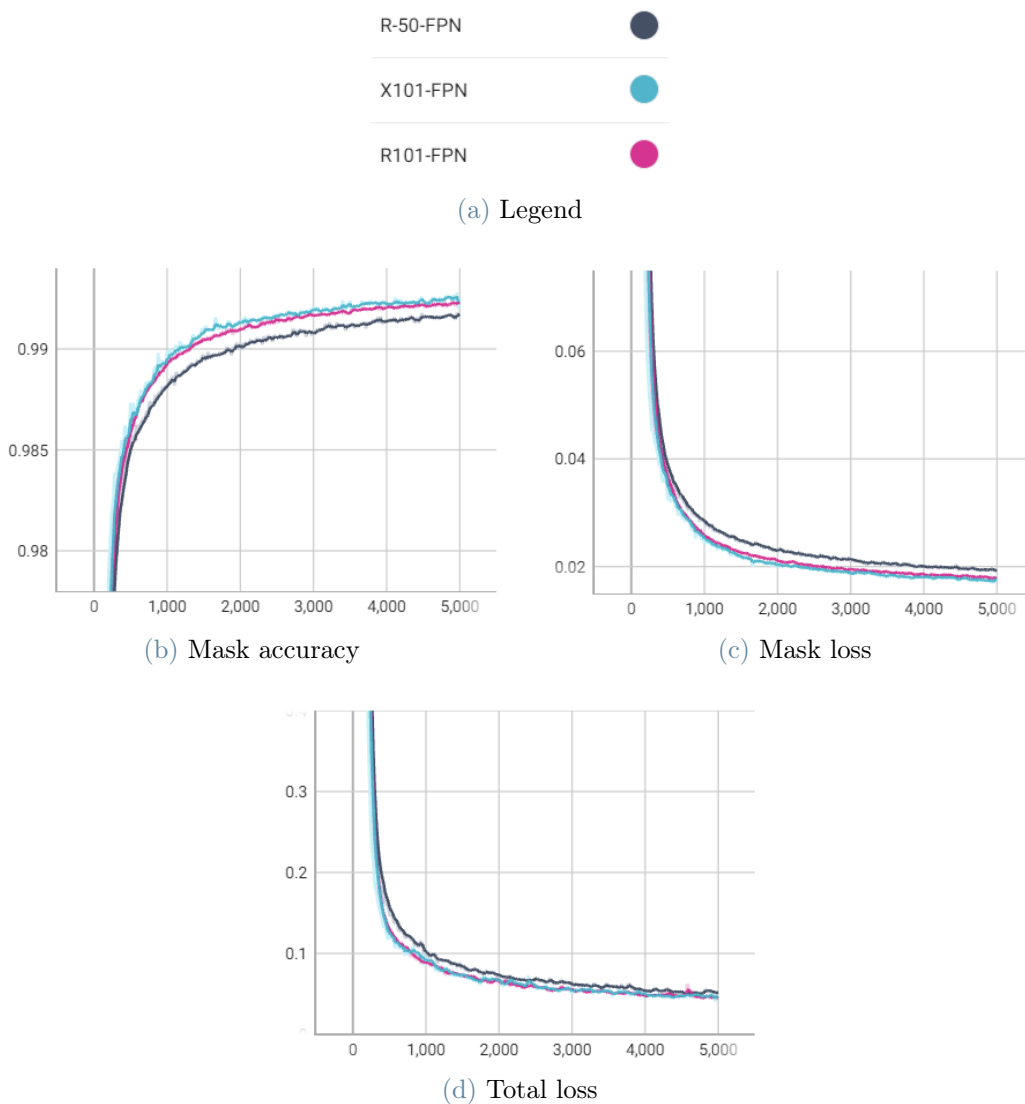 R-50-FPN
X101-FPN
R101-FPN
(a) Legend
0.99
0.985
0.98
0 1,000 2,000 3,000 4,000 5,000
(b) Mask accuracy
0.06
0.04
0.02
0 1,000 2,000 3,000 4,000 5,000
(c) Mask loss
0.3
0.2
0.1
0
0 1,000 2,000 3,000 4,000 5,000
(d) Total loss